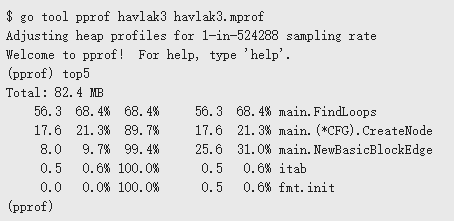 $ go tool pprof havlak3 havlak3.mprof
Adjusting heap profiles for 1-in-524288 sampling rate
Welcome to pprof!  For help, type 'help'.
(pprof) top5
Total: 82.4 MB
    56.3  68.4%  68.4%     56.3  68.4% main.FindLoops
    17.6  21.3%  89.7%     17.6  21.3% main.(*CFG).CreateNode
     8.0   9.7%  99.4%     25.6  31.0% main.NewBasicBlockEdge
     0.5   0.6% 100.0%      0.5   0.6% itab
     0.0   0.0% 100.0%      0.5   0.6% fmt.init
(pprof)